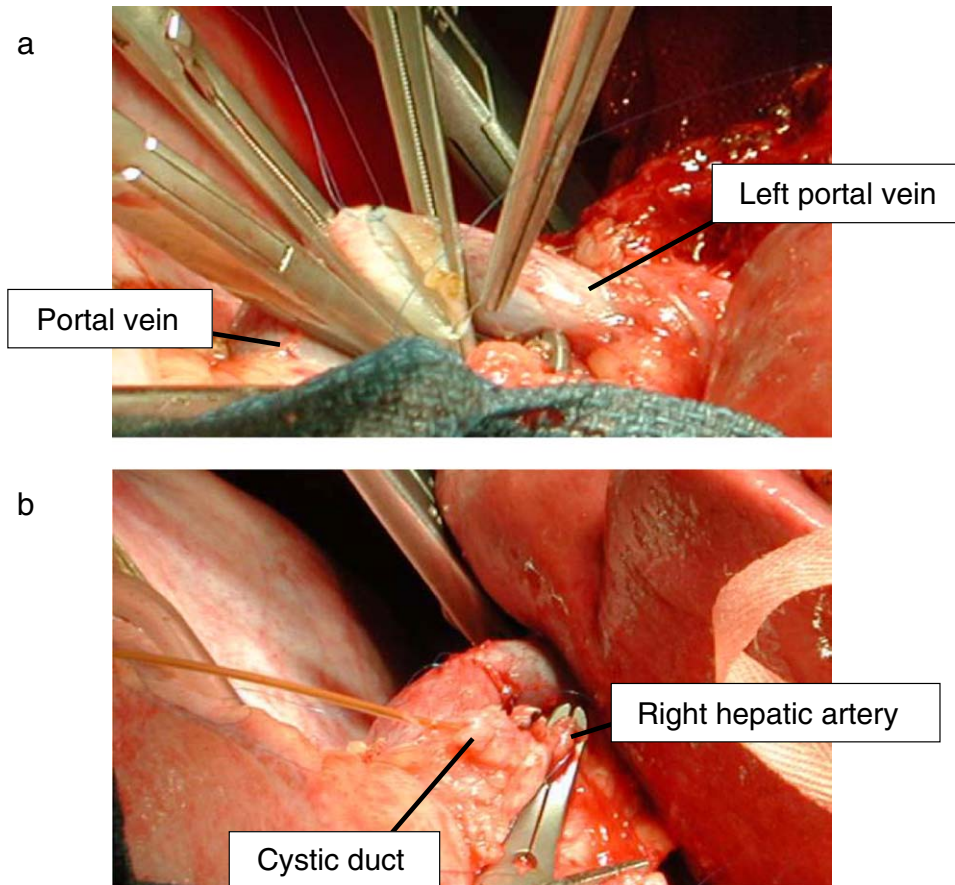 a
Left portal vein
Portal vein
b
Right hepatic artery
Cystic duct